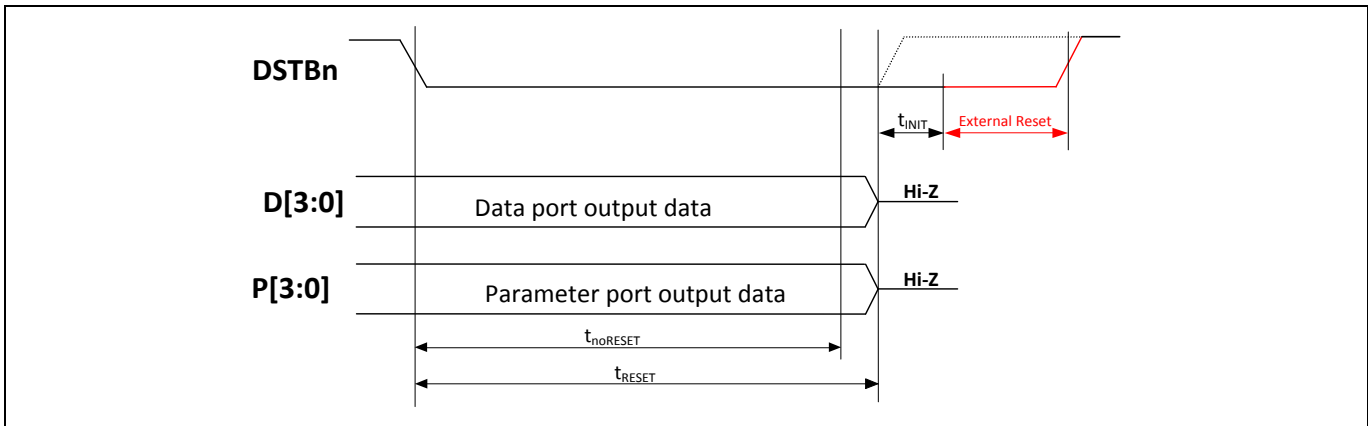 DSTBn
tINIT
External Reset
D[3:0]
Data port output data
Hi-Z
P[3:0]
Parameter port output data
Hi-Z
tnoRESET
tRESET